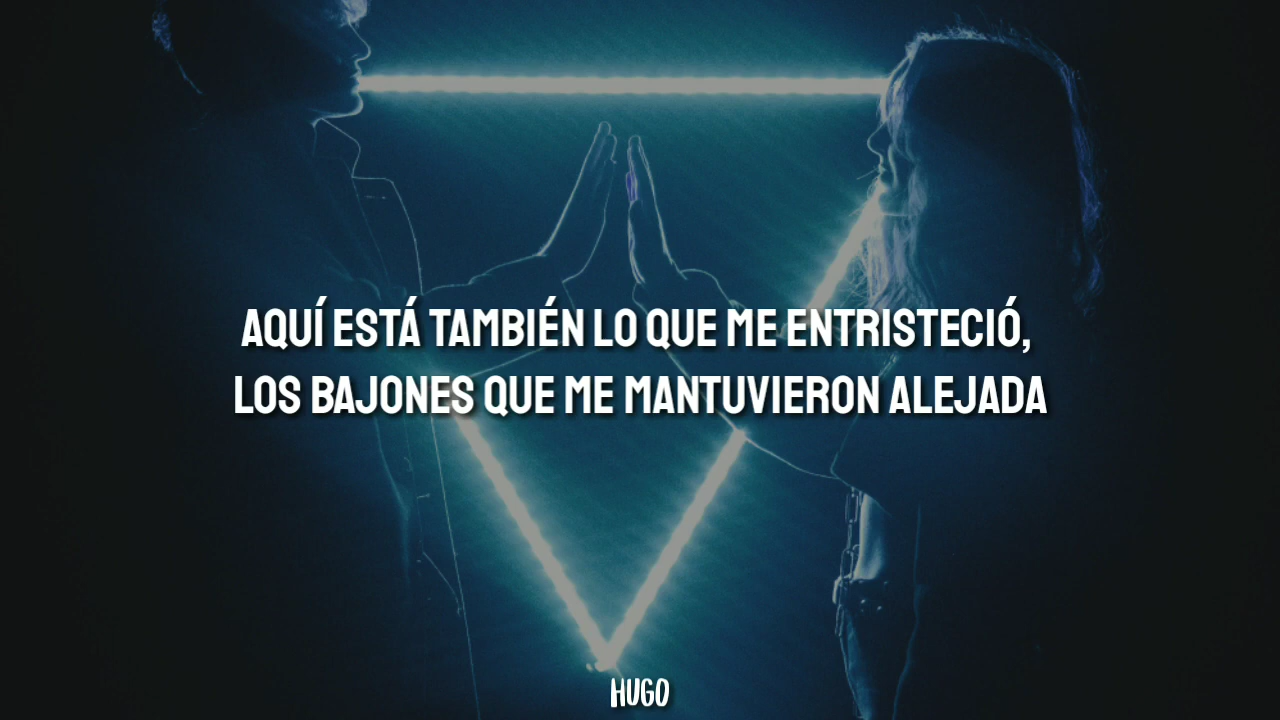 AQUÍ ESTÁ TAMBIÉN LO QUE ME ENTRISTECIÓ,
LOS BAJONES QUE ME MANTUVIERON ALEJADA
HUGO